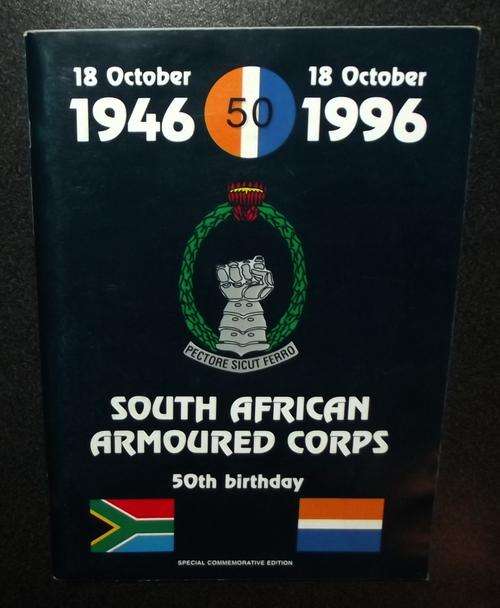 18 October 18 October
1946 50 1996
PECTORE SICUT FERRO
SOUTH AFRICAN
ARMOURED CORPS
50th birthday
SPECIAL COMMEMORATIVE EDITION